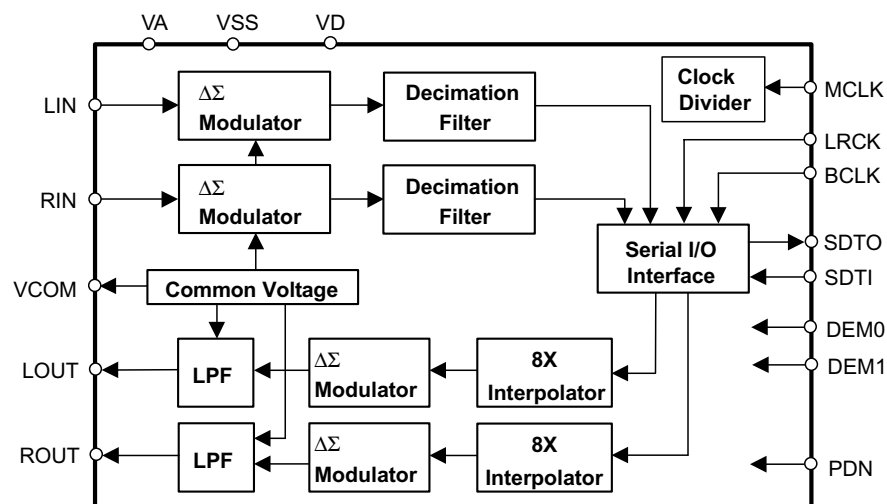 VA
VSS
VD
LIN
ΔΣ
Modulator
Decimation
Filter
Clock
Divider
MCLK
LRCK
RIN
ΔΣ
Modulator
Decimation
Filter
BCLK
Serial I/O
Interface
SDTO
SDTI
VCOM
Common Voltage
DEM0
DEM1
LOUT
LPF
ΔΣ
Modulator
8X
Interpolator
ROUT
LPF
ΔΣ
Modulator
8X
Interpolator
PDN